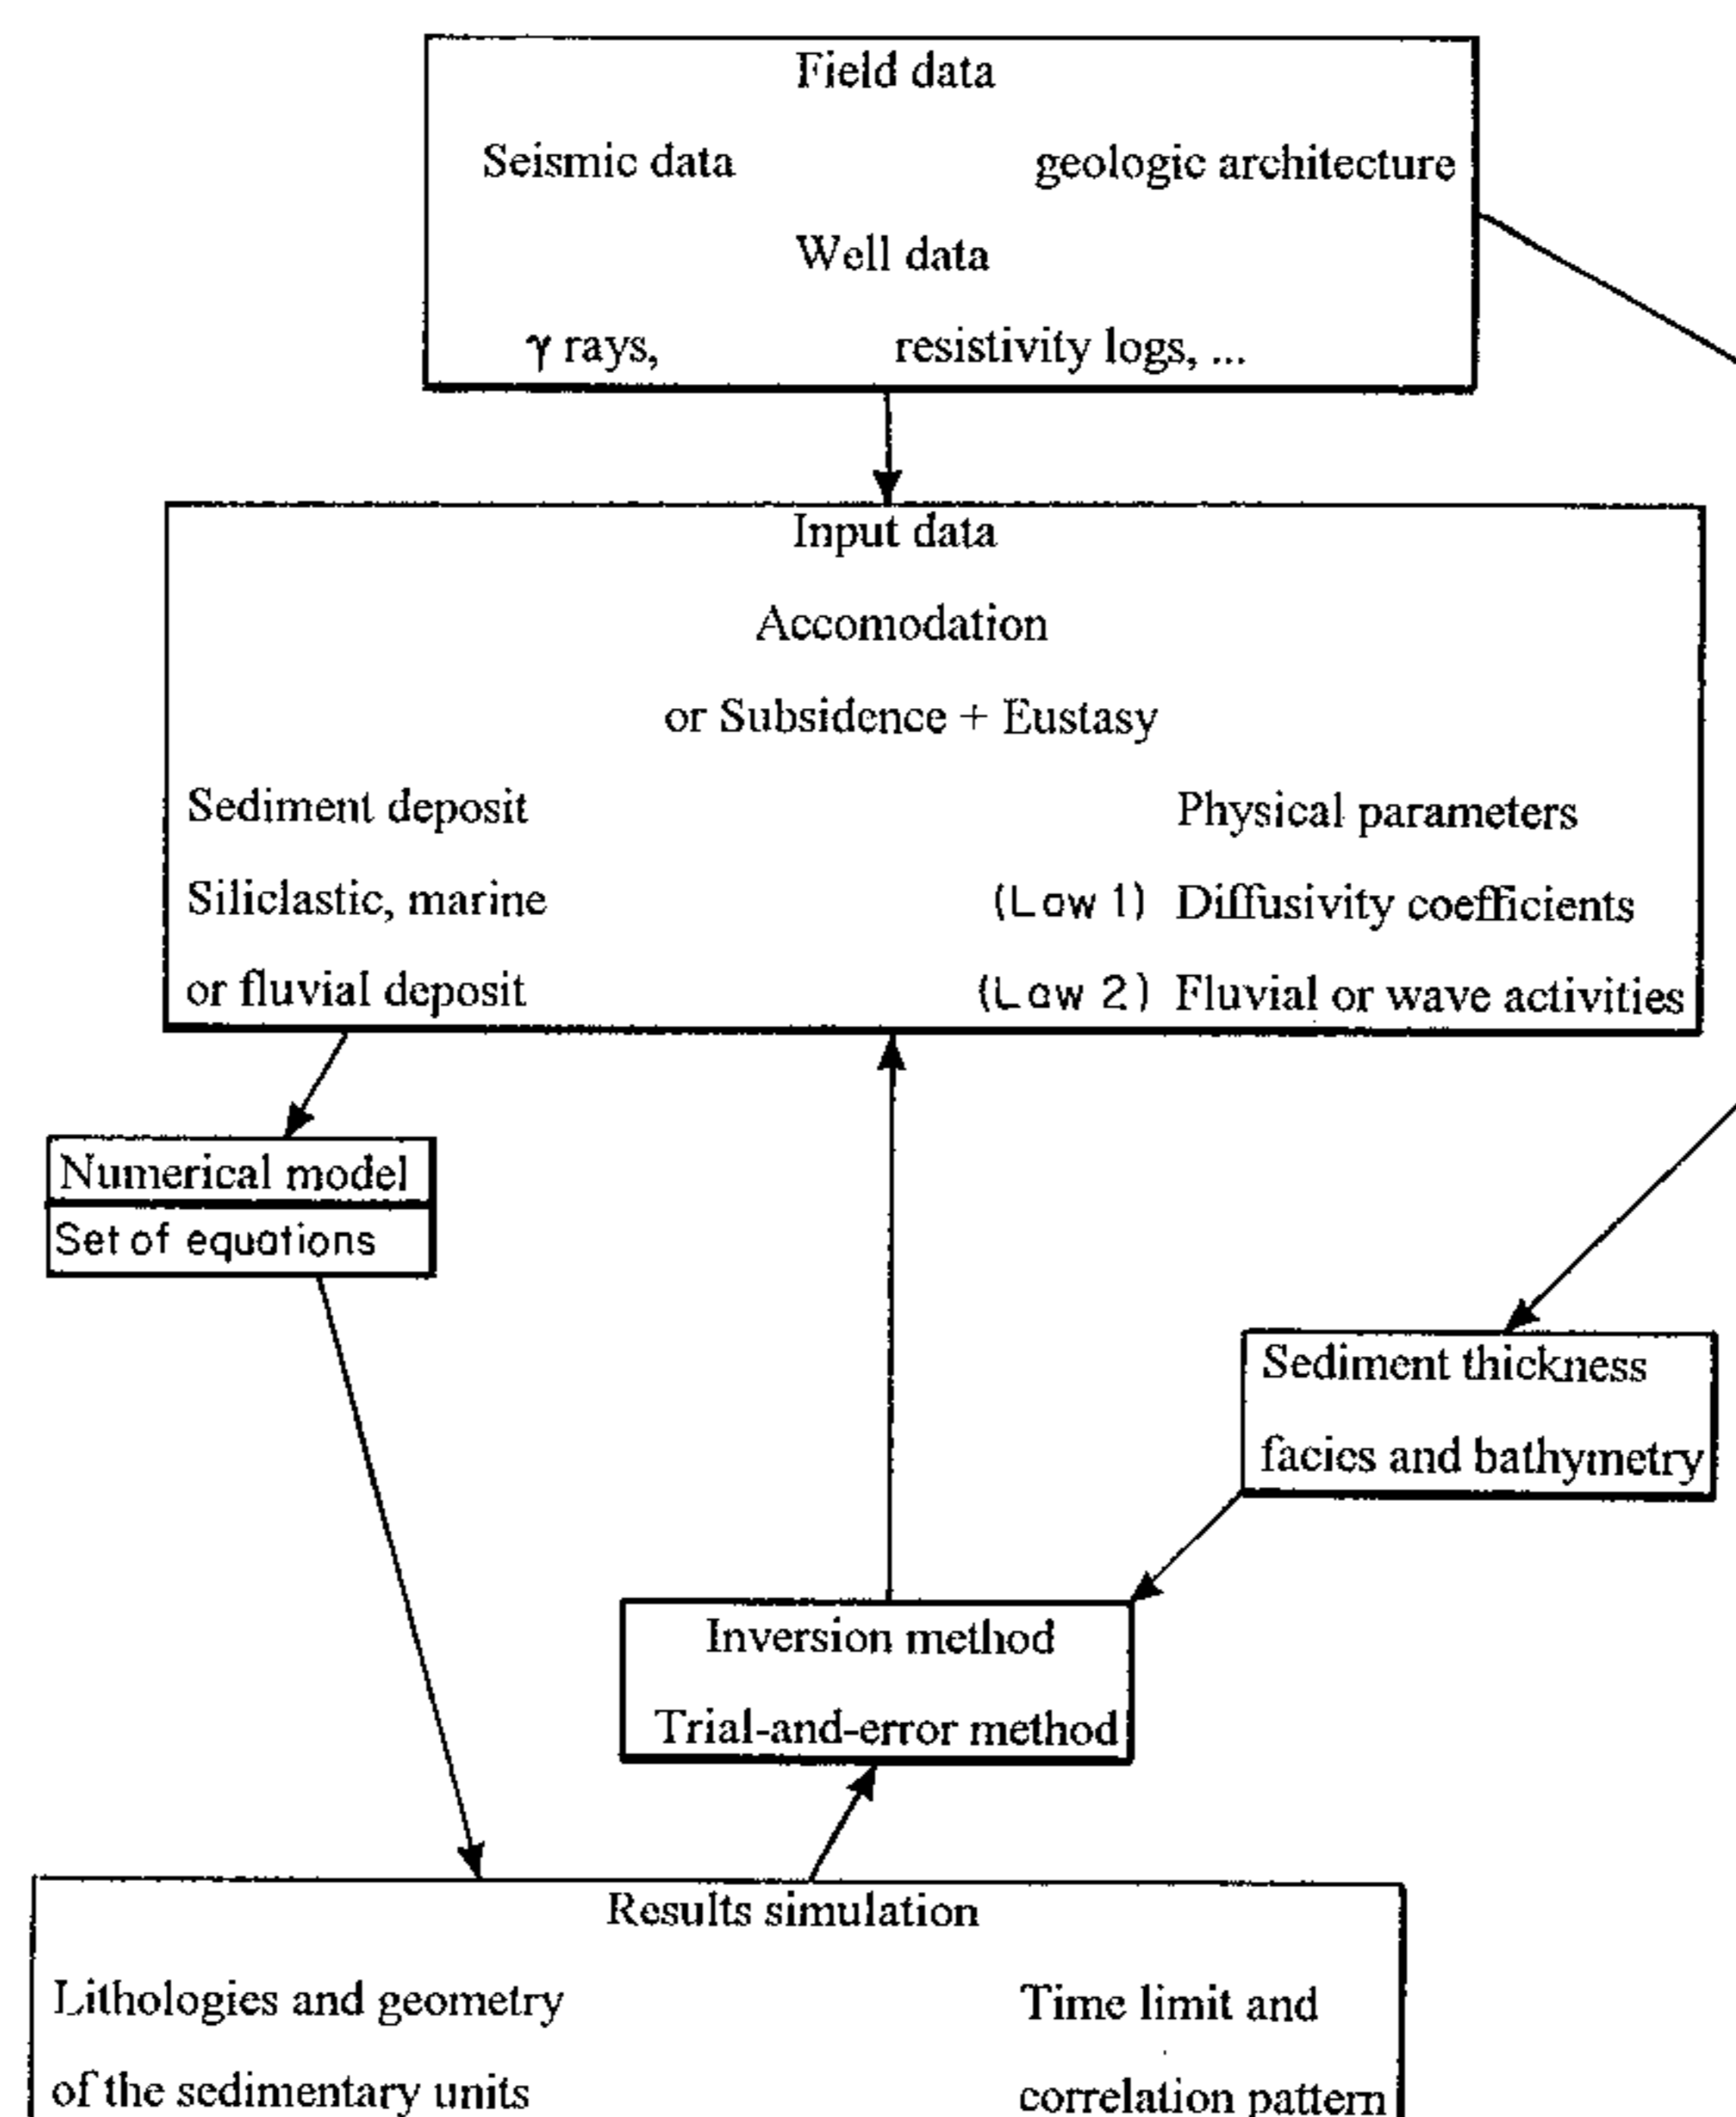 Field data
Seismic data geologic architecture
Well data
γ rays, resistivity logs, ...
Input data
Accomodation
or Subsidence + Eustasy
Sediment deposit Physical parameters
Siliclastic, marine (Law 1) Diffusivity coefficients
or fluvial deposit (Law 2) Fluvial or wave activities
Numerical model
Set of equations
Sediment thickness
facies and bathymetry
Inversion method
Trial-and-error method
Results simulation
Lithologies and geometry Time limit and
of the sedimentary units correlation pattern